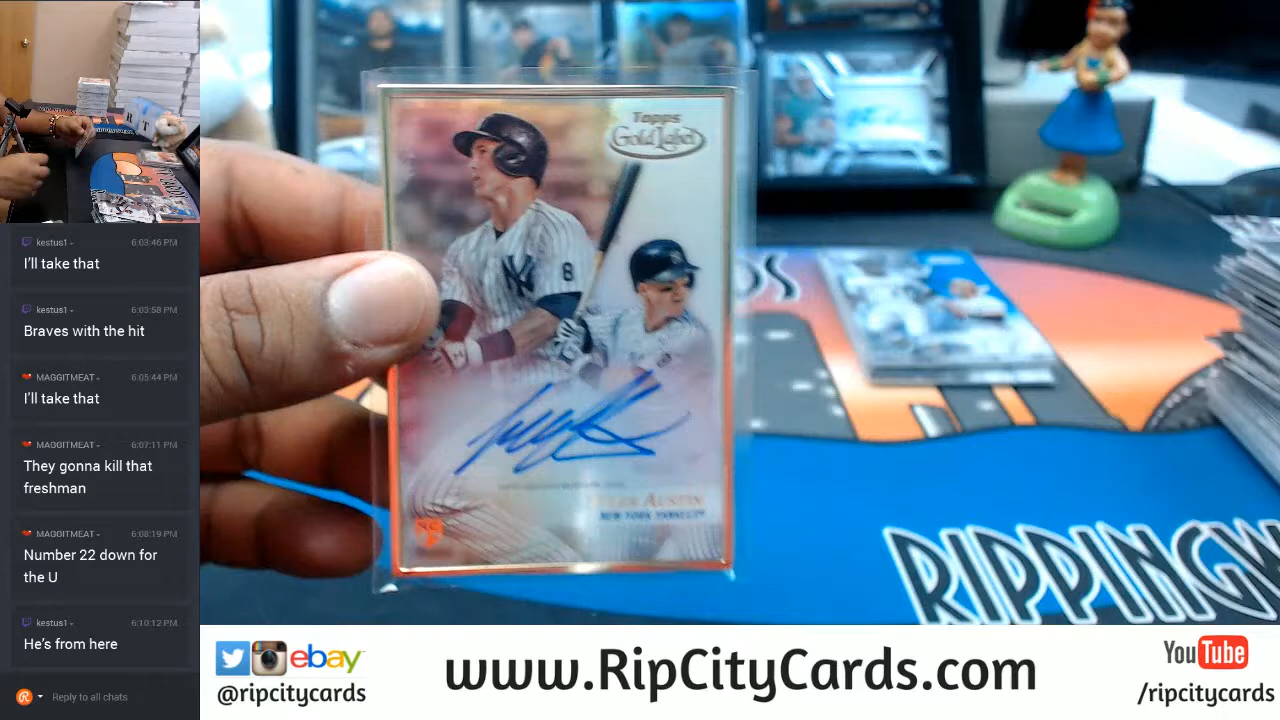 kestus1
6:03:46 PM
I'll take that
kestus1
6:03:58 PM
Braves with the hit
MAGGITMEAT
6:05:44 PM
I'll take that
MAGGITMEAT
6:07:11 PM
They gonna kill that
freshman
MAGGITMEAT
6:08:19 PM
Number 22 down for
the U
kestus1
6:10:12 PM
He's from here
Reply to all chats
Topps
Gold Label
NY
8
Tyler Austin
NEW YORK YANKEES
RIPPINGW
ebay
@ripcitycards
www.RipCityCards.com
YouTube
/ripcitycards